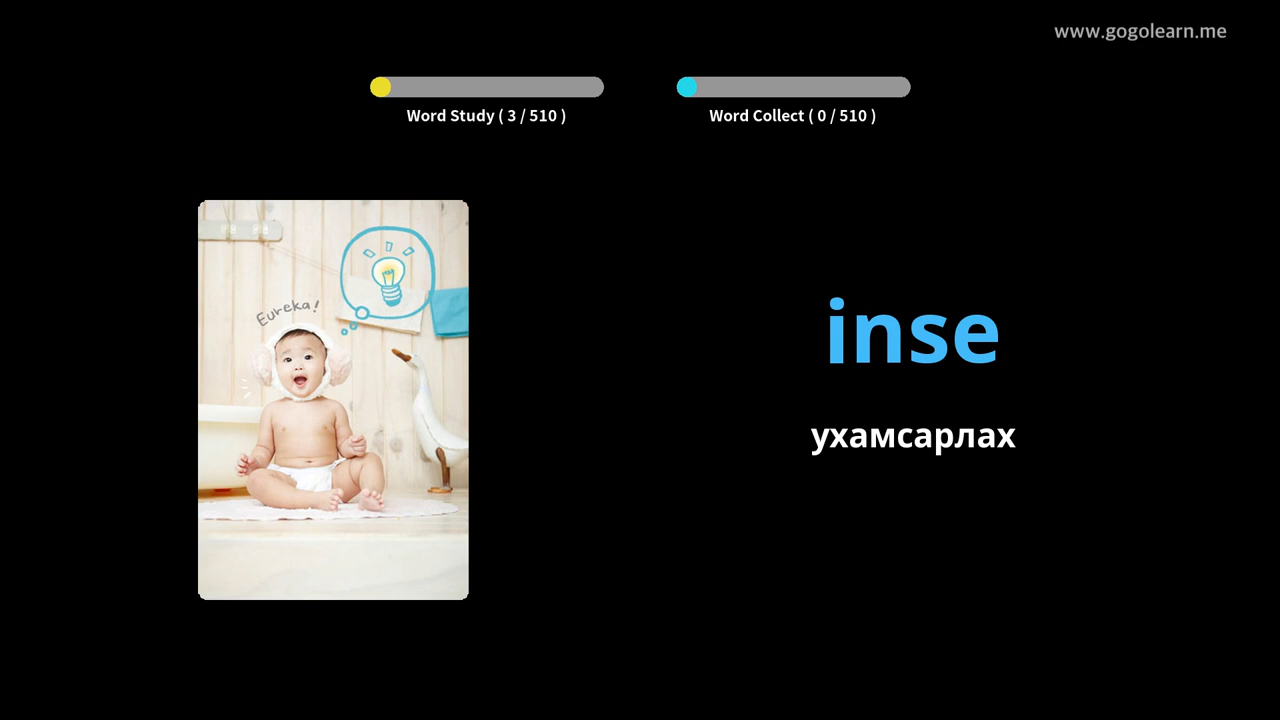 www.gogolearn.me
Word Study ( 3 / 510 )
Word Collect ( 0 / 510 )
Eureka!
inse
ухамсарлах